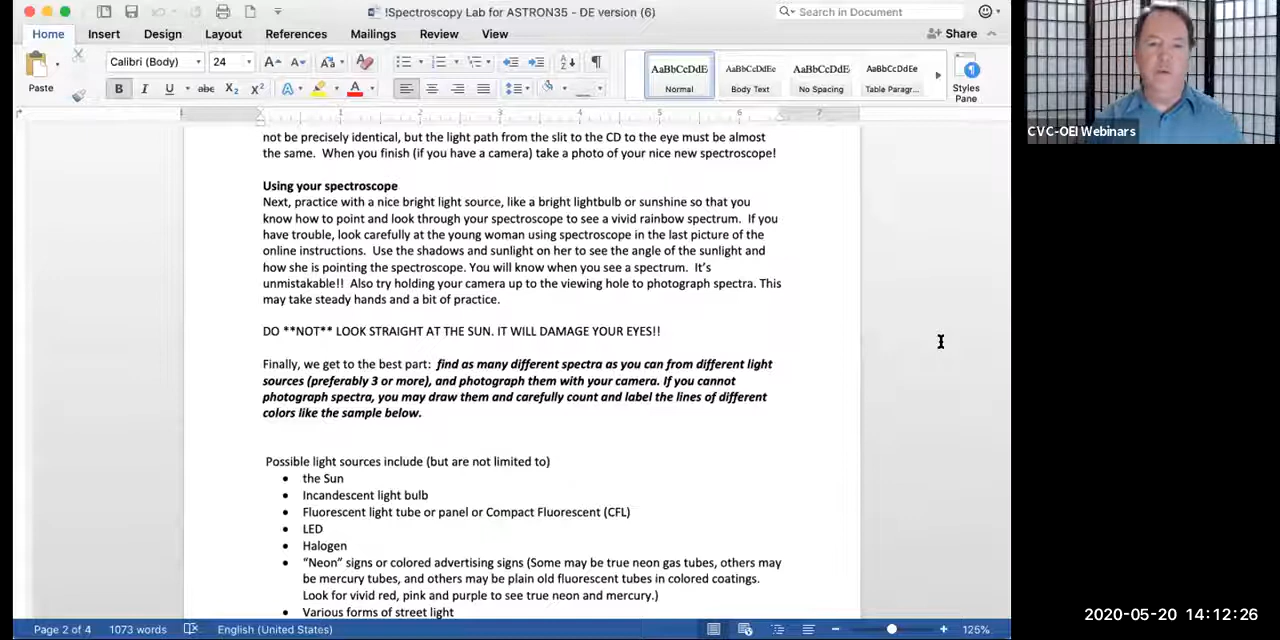 !Spectroscopy Lab for ASTRON35 - DE version (6)
Search in Document
Home Insert Design Layout References Mailings Review View Share
Paste Calibri (Body) 24
AaBbCcDdE AaBbCcDdEe AaBbCcDdE AaBbCcDdEe
Normal Body Text No Spacing Table Paragr... Styles Pane
1 2 3 4 5 6 7
not be precisely identical, but the light path from the slit to the CD to the eye must be almost
the same. When you finish (if you have a camera) take a photo of your nice new spectroscope!
Using your spectroscope
Next, practice with a nice bright light source, like a bright lightbulb or sunshine so that you
know how to point and look through your spectroscope to see a vivid rainbow spectrum. If you
have trouble, look carefully at the young woman using spectroscope in the last picture of the
online instructions. Use the shadows and sunlight on her to see the angle of the sunlight and
how she is pointing the spectroscope. You will know when you see a spectrum. It’s
unmistakable!! Also try holding your camera up to the viewing hole to photograph spectra. This
may take steady hands and a bit of practice.
DO **NOT** LOOK STRAIGHT AT THE SUN. IT WILL DAMAGE YOUR EYES!!
Finally, we get to the best part: find as many different spectra as you can from different light
sources (preferably 3 or more), and photograph them with your camera. If you cannot
photograph spectra, you may draw them and carefully count and label the lines of different
colors like the sample below.
Possible light sources include (but are not limited to)
• the Sun
• Incandescent light bulb
• Fluorescent light tube or panel or Compact Fluorescent (CFL)
• LED
• Halogen
• “Neon” signs or colored advertising signs (Some may be true neon gas tubes, others may
be mercury tubes, and others may be plain old fluorescent tubes in colored coatings.
Look for vivid red, pink and purple to see true neon and mercury.)
• Various forms of street light
Page 2 of 4 1073 words English (United States) 125%
CVC-OEI Webinars
2020-05-20 14:12:26